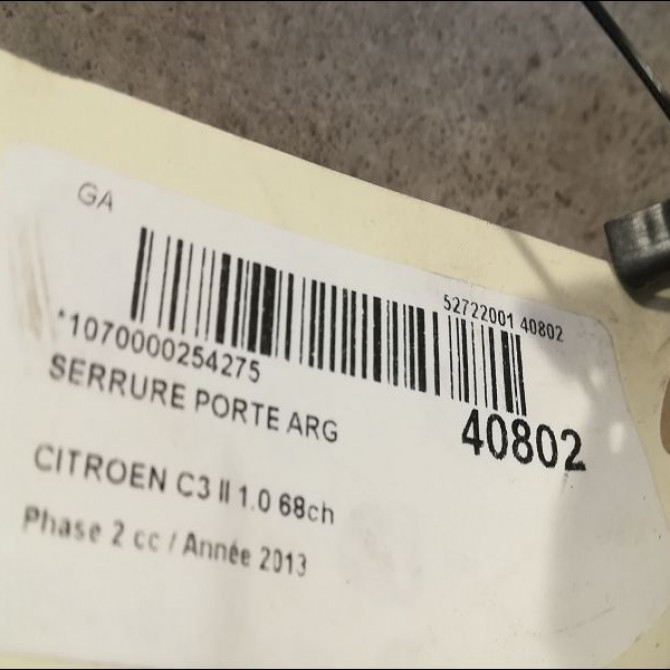 GA
52722001 40802
*1070000254275
40802
SERRURE PORTE ARG
CITROEN C3 II 1.0 68ch
Phase 2 cc / Année 2013